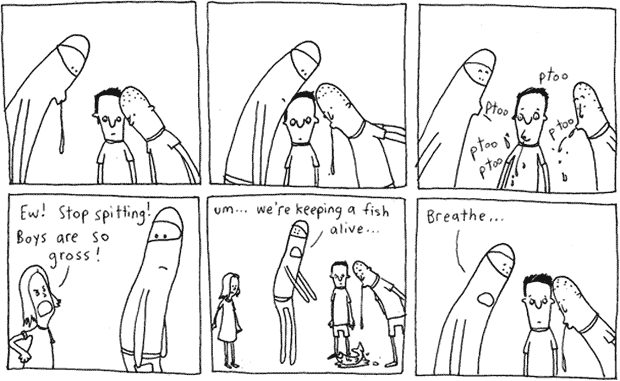 ptoo
ptoo
ptoo
ptoo
ptoo
Ew! Stop spitting!
Boys are so
gross!
um... we're keeping a fish
alive...
Breathe...